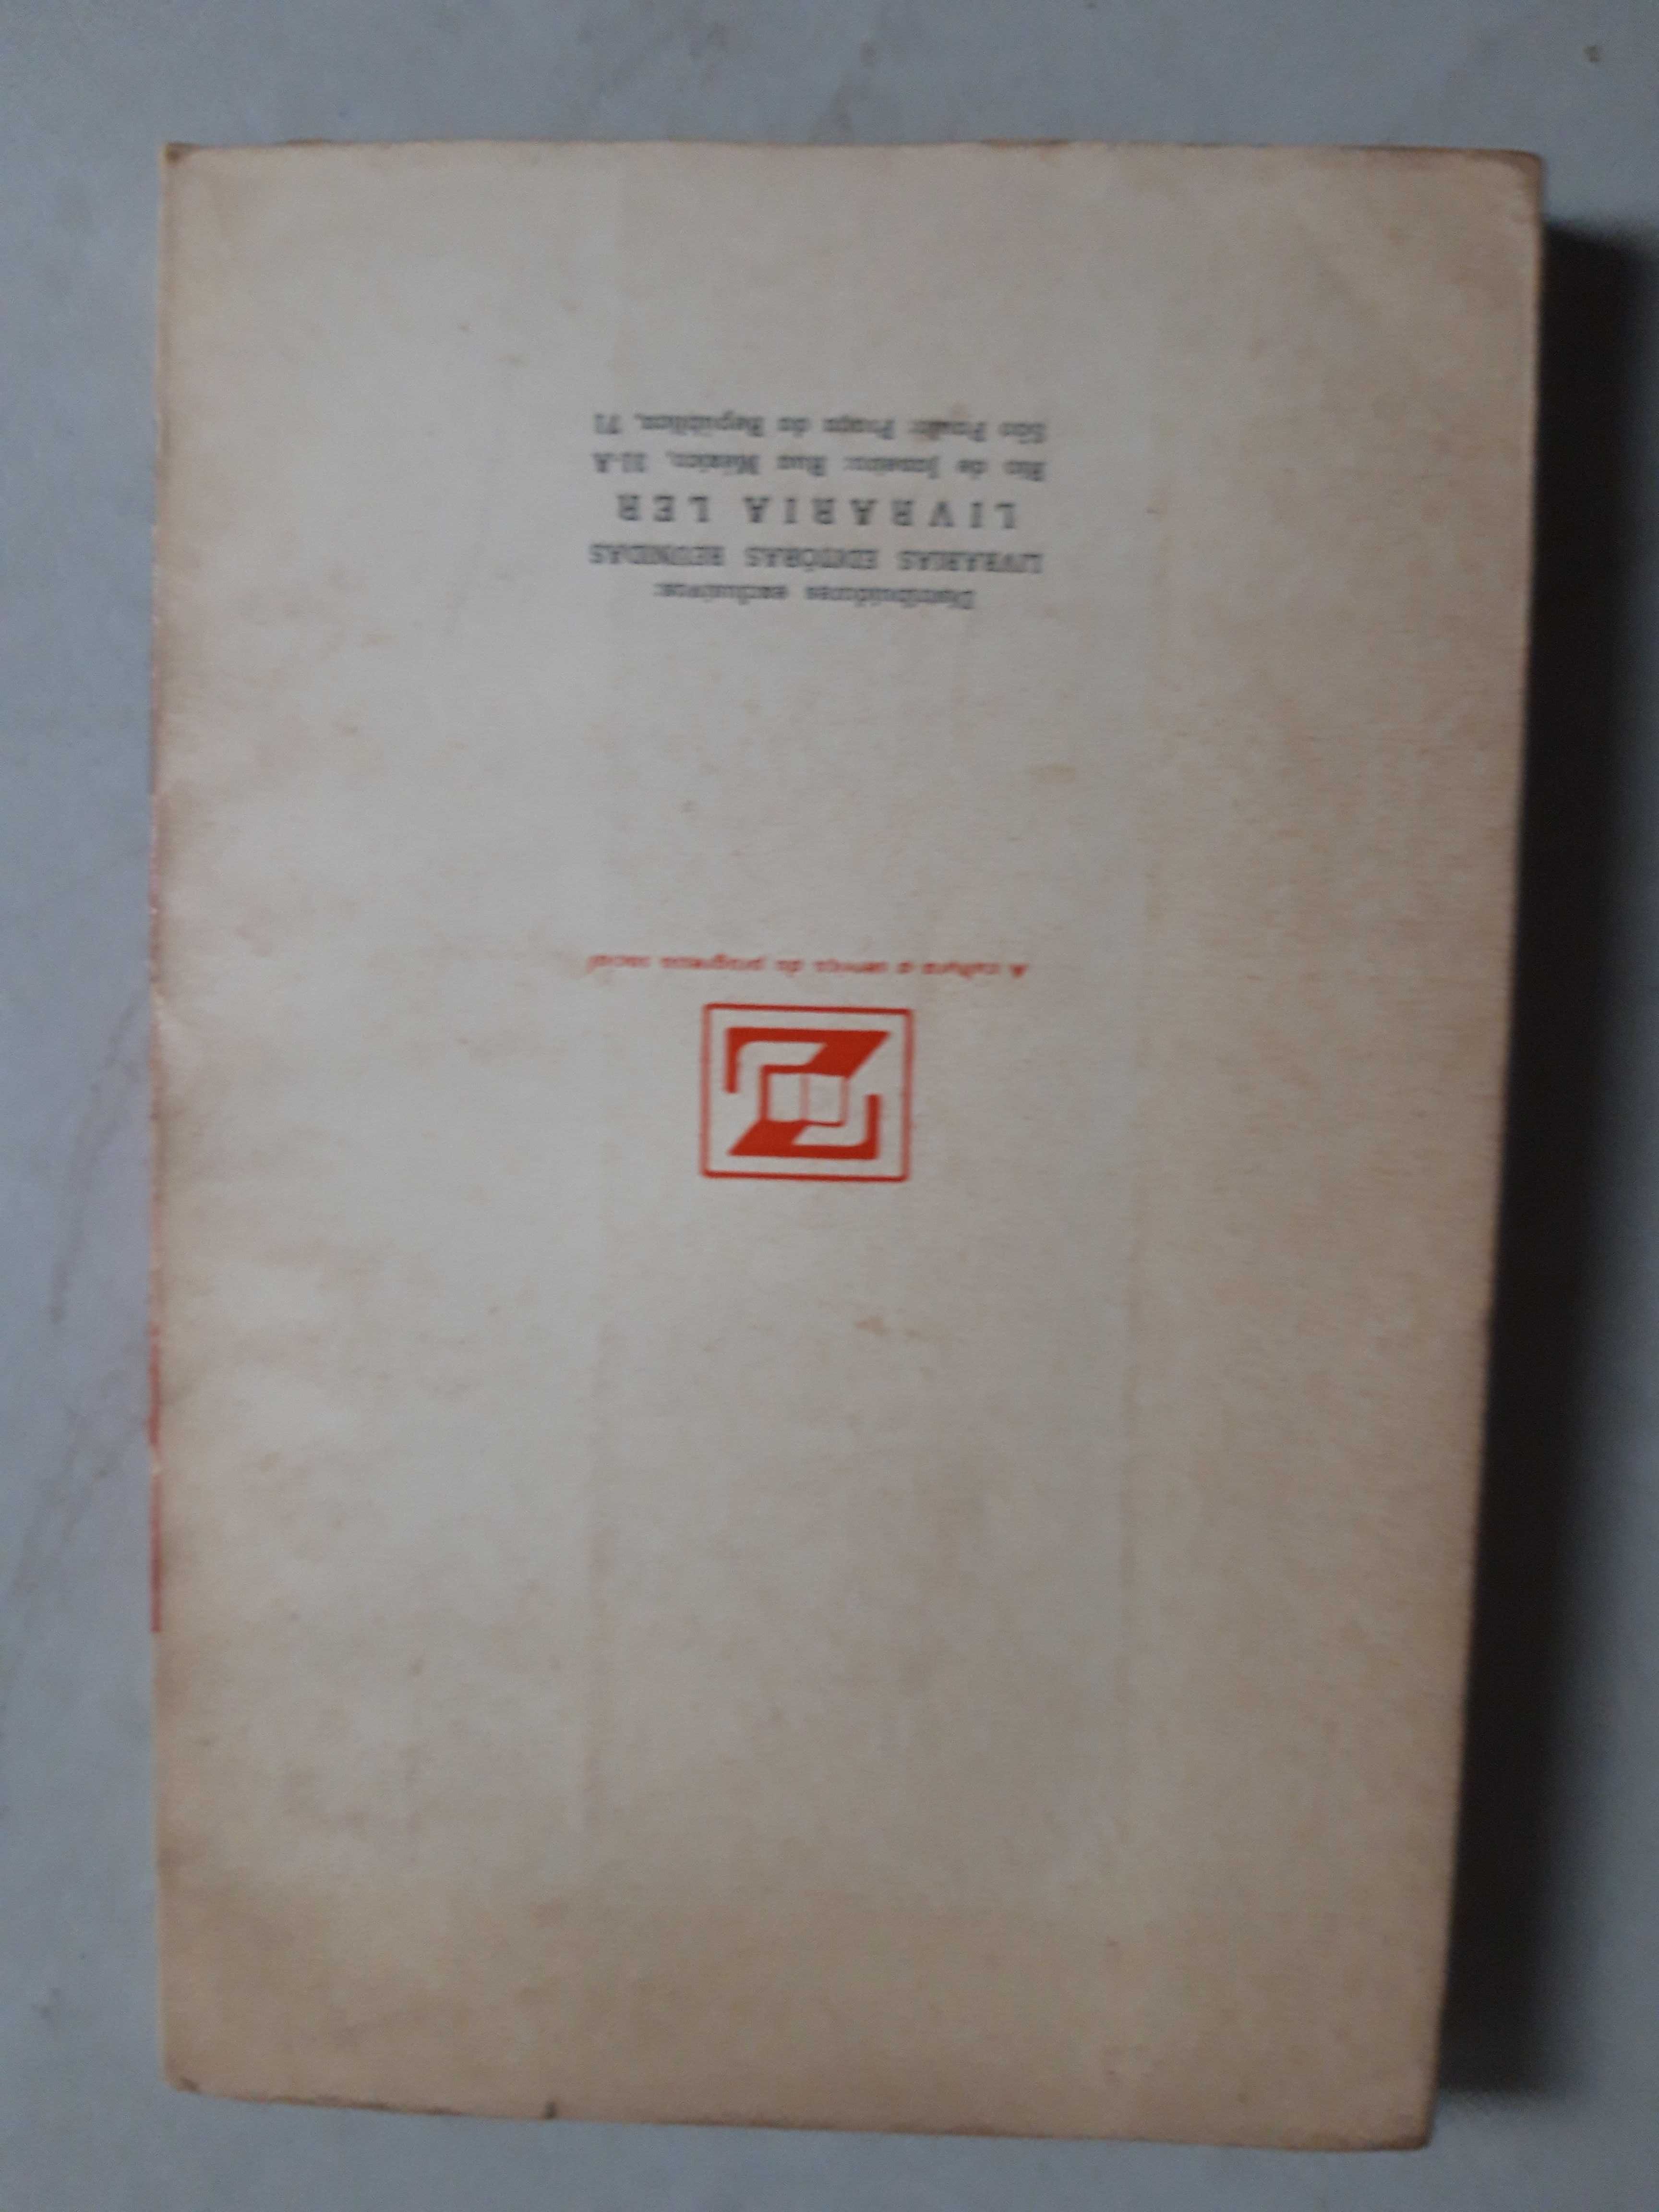 A cultura a serviço do progresso social
Distribuidores exclusivos:
LIVRARIAS EDITÔRAS REUNIDAS
LIVRARIA LER
Rio de Janeiro: Rua México, 31-A
São Paulo: Praça da República, 71